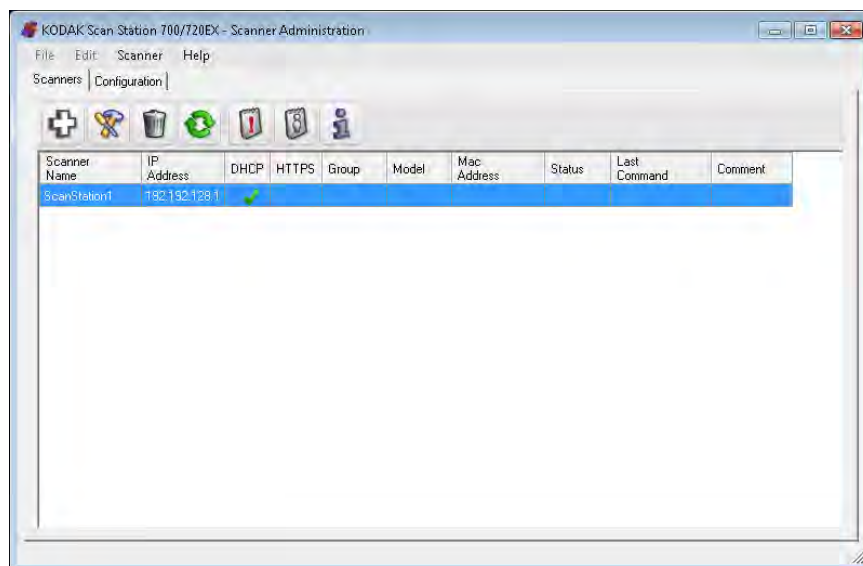 KODAK Scan Station 700/720EX - Scanner Administration
File Edit Scanner Help
Scanners Configuration
Scanner Name IP Address DHCP HTTPS Group Model Mac Address Status Last Command Comment
ScanStation1 182.192.128.1